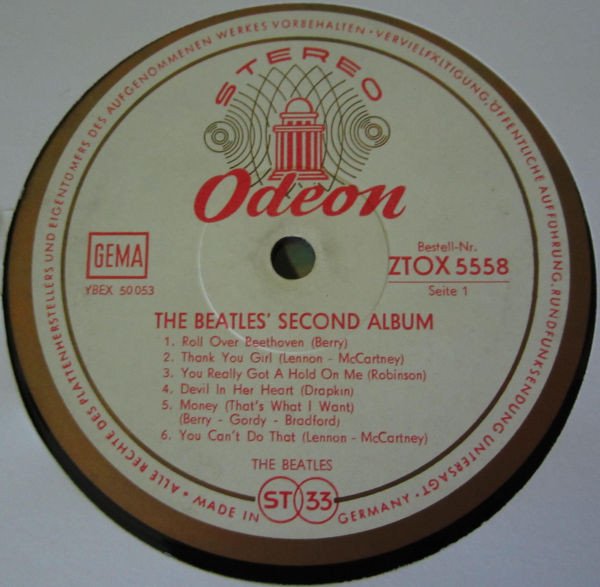 ALLE RECHTE DES PLATTENHERSTELLERS UND EIGENTÜMERS DES AUFGENOMMENEN WERKES VORBEHALTEN • VERVIELFÄLTIGUNG, ÖFFENTLICHE AUFFÜHRUNG, RUNDFUNKSENDUNG UNTERSAGT •
STEREO
Odeon
GEMA
YBEX 50 053
Bestell-Nr.
ZTOX 5558
Seite 1
THE BEATLES' SECOND ALBUM
1. Roll Over Beethoven (Berry)
2. Thank You Girl (Lennon - McCartney)
3. You Really Got A Hold On Me (Robinson)
4. Devil In Her Heart (Drapkin)
5. Money (That's What I Want)
(Berry - Gordy - Bradford)
6. You Can't Do That (Lennon - McCartney)
THE BEATLES
MADE IN GERMANY
ST 33